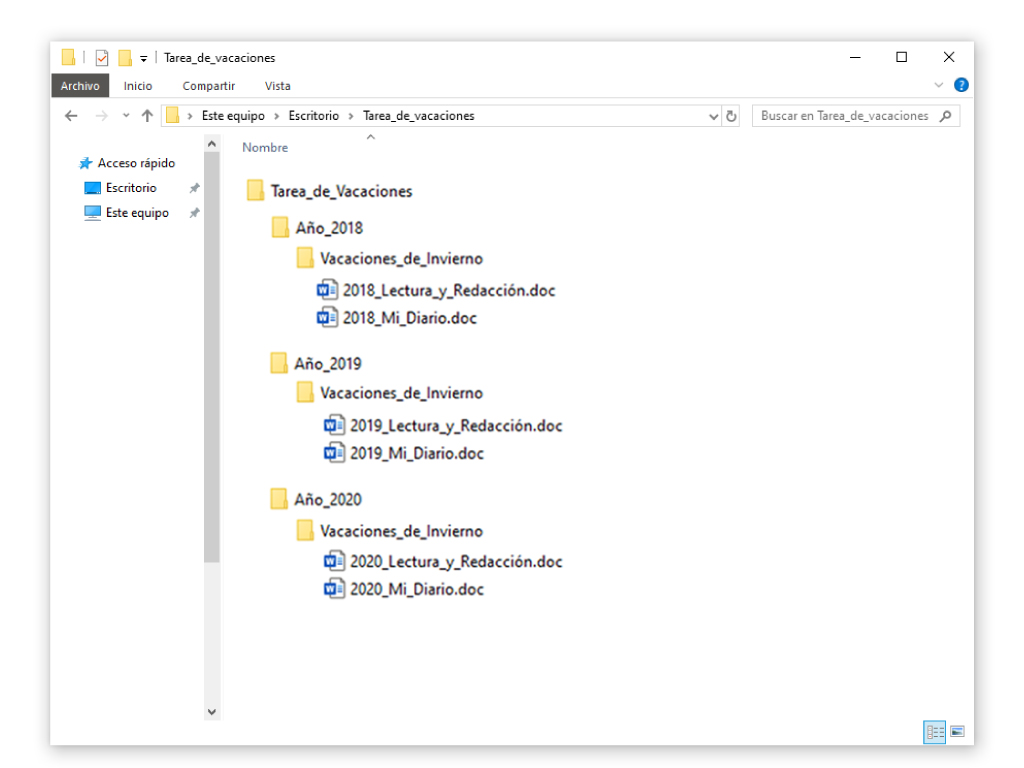 Tarea_de_vacaciones
Archivo Inicio Compartir Vista
Este equipo > Escritorio > Tarea_de_vacaciones Buscar en Tarea_de_vacaciones
Nombre
Acceso rápido
Escritorio
Este equipo
Tarea_de_Vacaciones
Año_2018
Vacaciones_de_Invierno
2018_Lectura_y_Redacción.doc
2018_Mi_Diario.doc
Año_2019
Vacaciones_de_Invierno
2019_Lectura_y_Redacción.doc
2019_Mi_Diario.doc
Año_2020
Vacaciones_de_Invierno
2020_Lectura_y_Redacción.doc
2020_Mi_Diario.doc